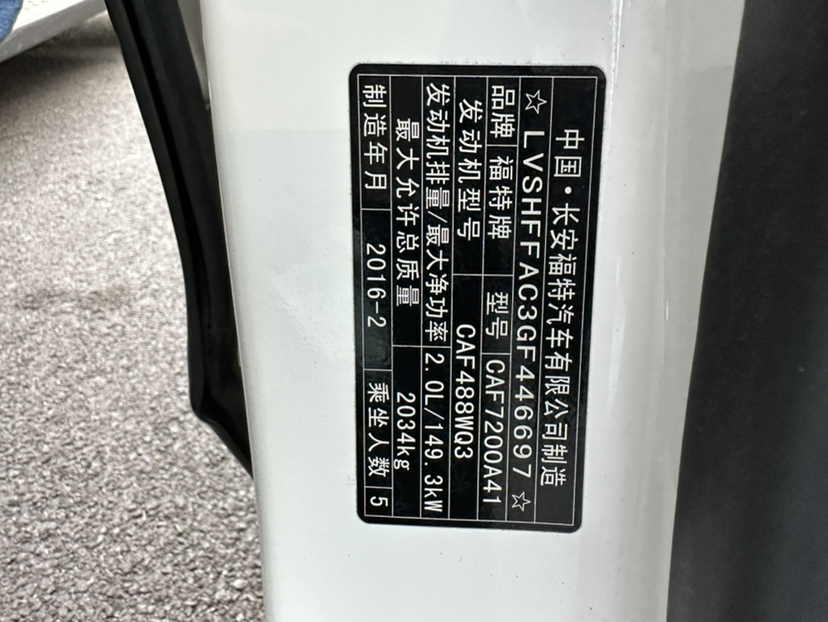 中国·长安福特汽车有限公司制造
☆LVSHFFAC3GF446697☆
品牌 福特牌 型号 CAF7200A41
发动机型号 CAF488WQ3
发动机排量/最大净功率 2.0L/149.3kW
最大允许总质量 2034kg
制造年月 2016-2 乘坐人数 5